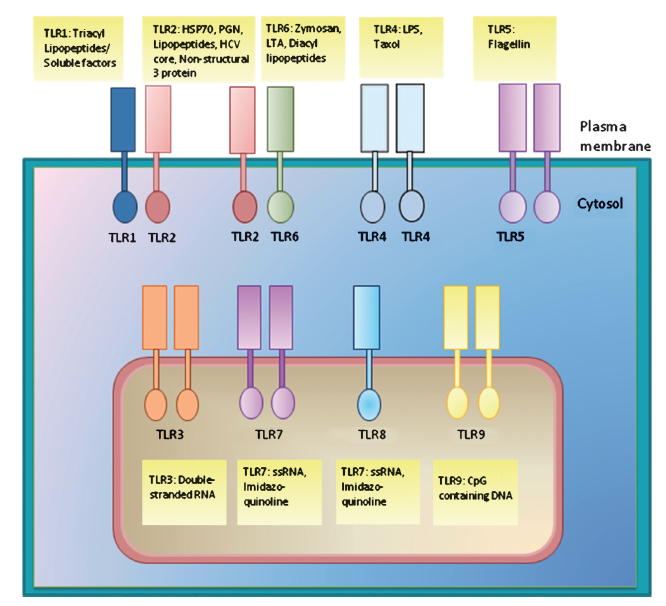 TLR1: Triacyl
Lipopeptides/
Soluble factors
TLR2: HSP70, PGN,
Lipopeptides, HCV
core, Non-structural
3 protein
TLR6: Zymosan,
LTA, Diacyl
lipopeptides
TLR4: LPS,
Taxol
TLR5:
Flagellin
Plasma
membrane
Cytosol
TLR1 TLR2 TLR2 TLR6 TLR4 TLR4 TLR5
TLR3 TLR7 TLR8 TLR9
TLR3: Double-
stranded RNA
TLR7: ssRNA,
Imidazo-
quinoline
TLR7: ssRNA,
Imidazo-
quinoline
TLR9: CpG
containing DNA